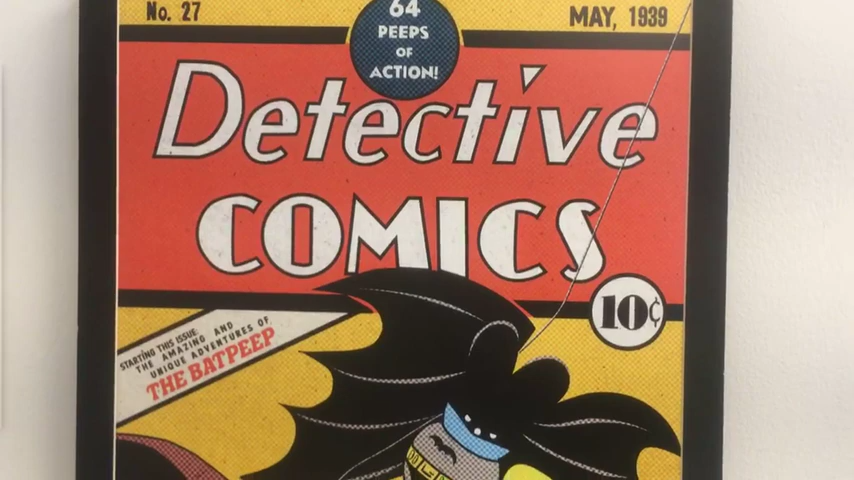 No. 27
64
PEEPS
OF
ACTION!
MAY, 1939
Detective
COMICS
10¢
STARTING THIS ISSUE:
THE AMAZING AND
UNIQUE ADVENTURES OF
THE BATPEEP